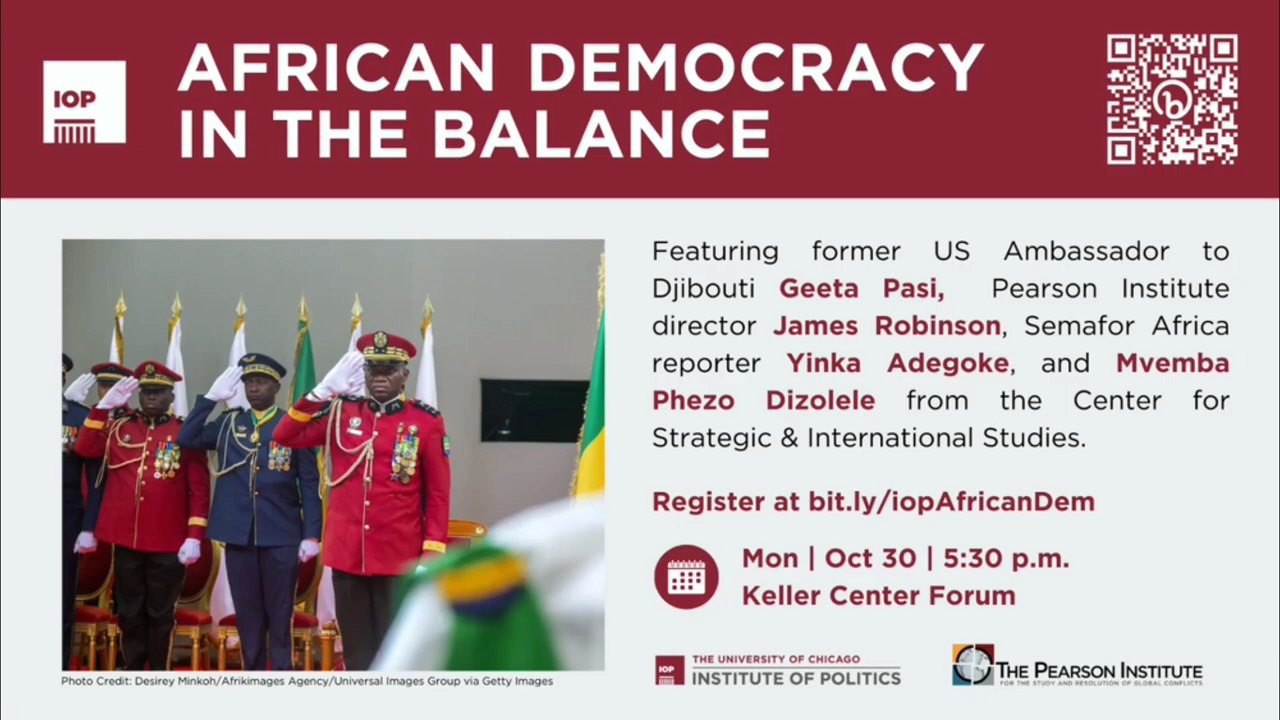 IOP
AFRICAN DEMOCRACY
IN THE BALANCE
Featuring former US Ambassador to
Djibouti Geeta Pasi, Pearson Institute
director James Robinson, Semafor Africa
reporter Yinka Adegoke, and Mvemba
Phezo Dizolele from the Center for
Strategic & International Studies.
Register at bit.ly/iopAfricanDem
Mon | Oct 30 | 5:30 p.m.
Keller Center Forum
Photo Credit: Desirey Minkoh/Afrikimages Agency/Universal Images Group via Getty Images
IOP
THE UNIVERSITY OF CHICAGO
INSTITUTE OF POLITICS
THE PEARSON INSTITUTE
FOR THE STUDY AND RESOLUTION OF GLOBAL CONFLICTS